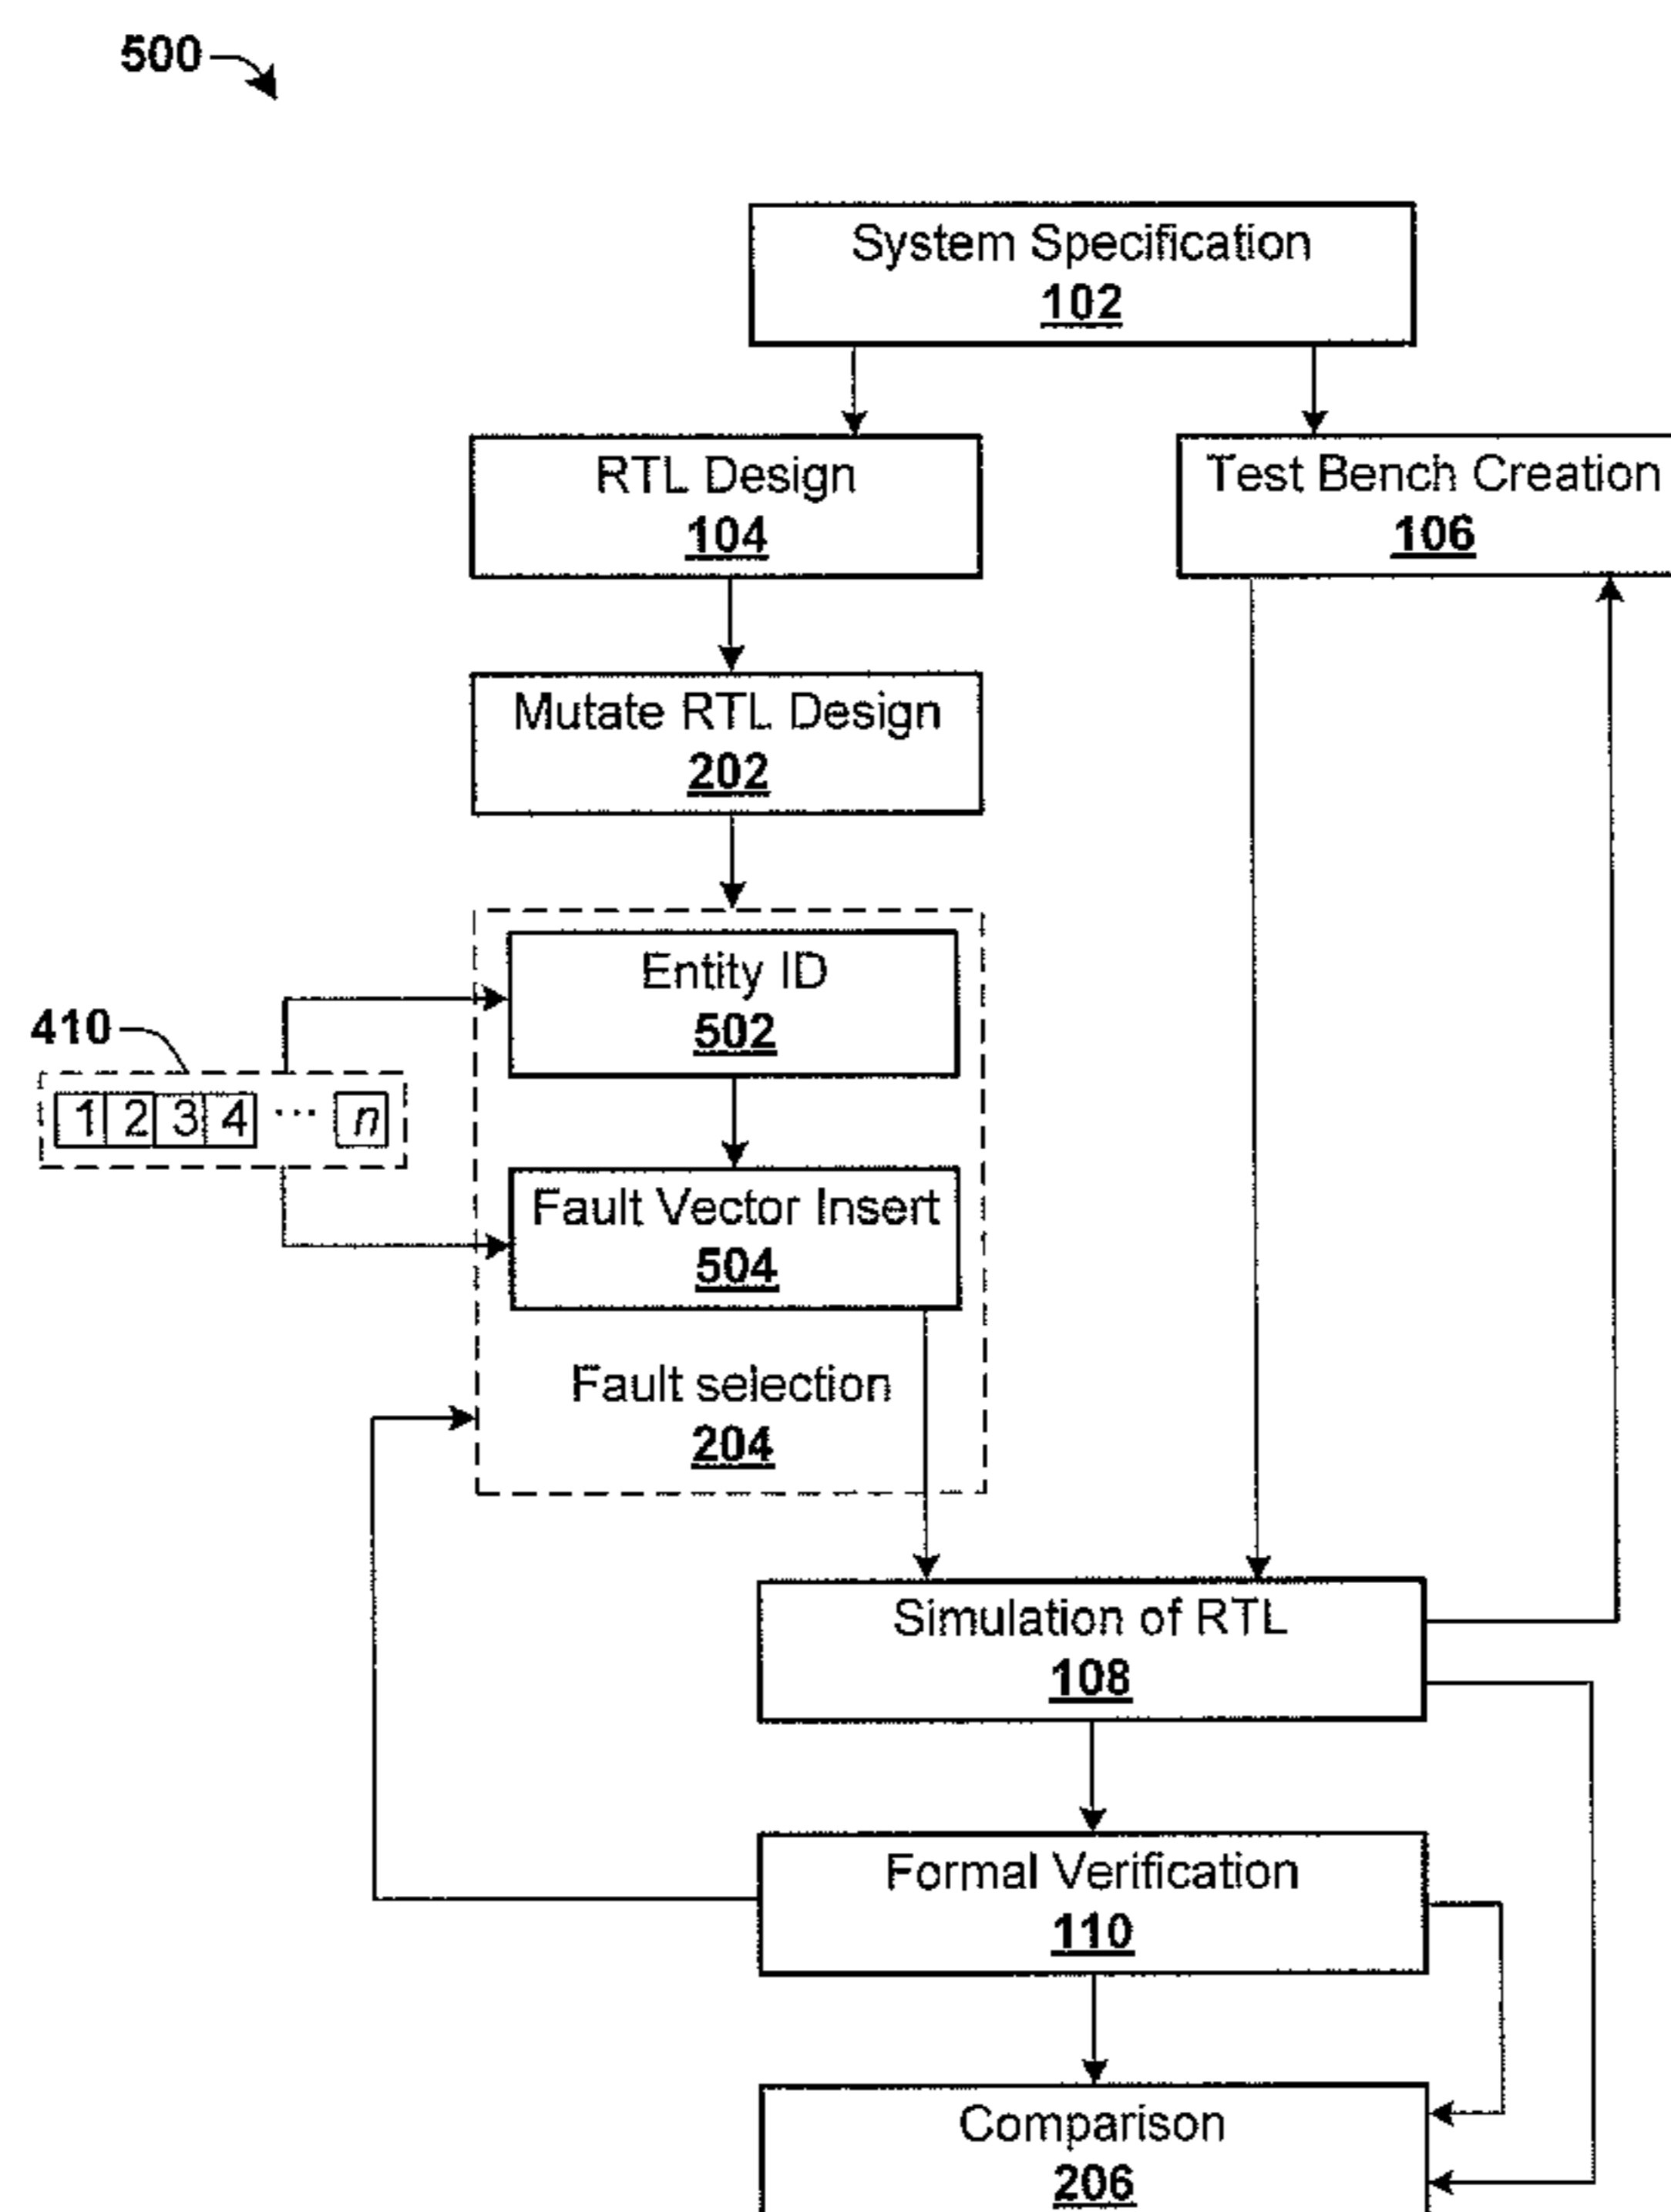 500
System Specification
102
RTL Design
104
Test Bench Creation
106
Mutate RTL Design
202
Entity ID
502
410
1 2 3 4 ... n
Fault Vector Insert
504
Fault selection
204
Simulation of RTL
108
Formal Verification
110
Comparison
206